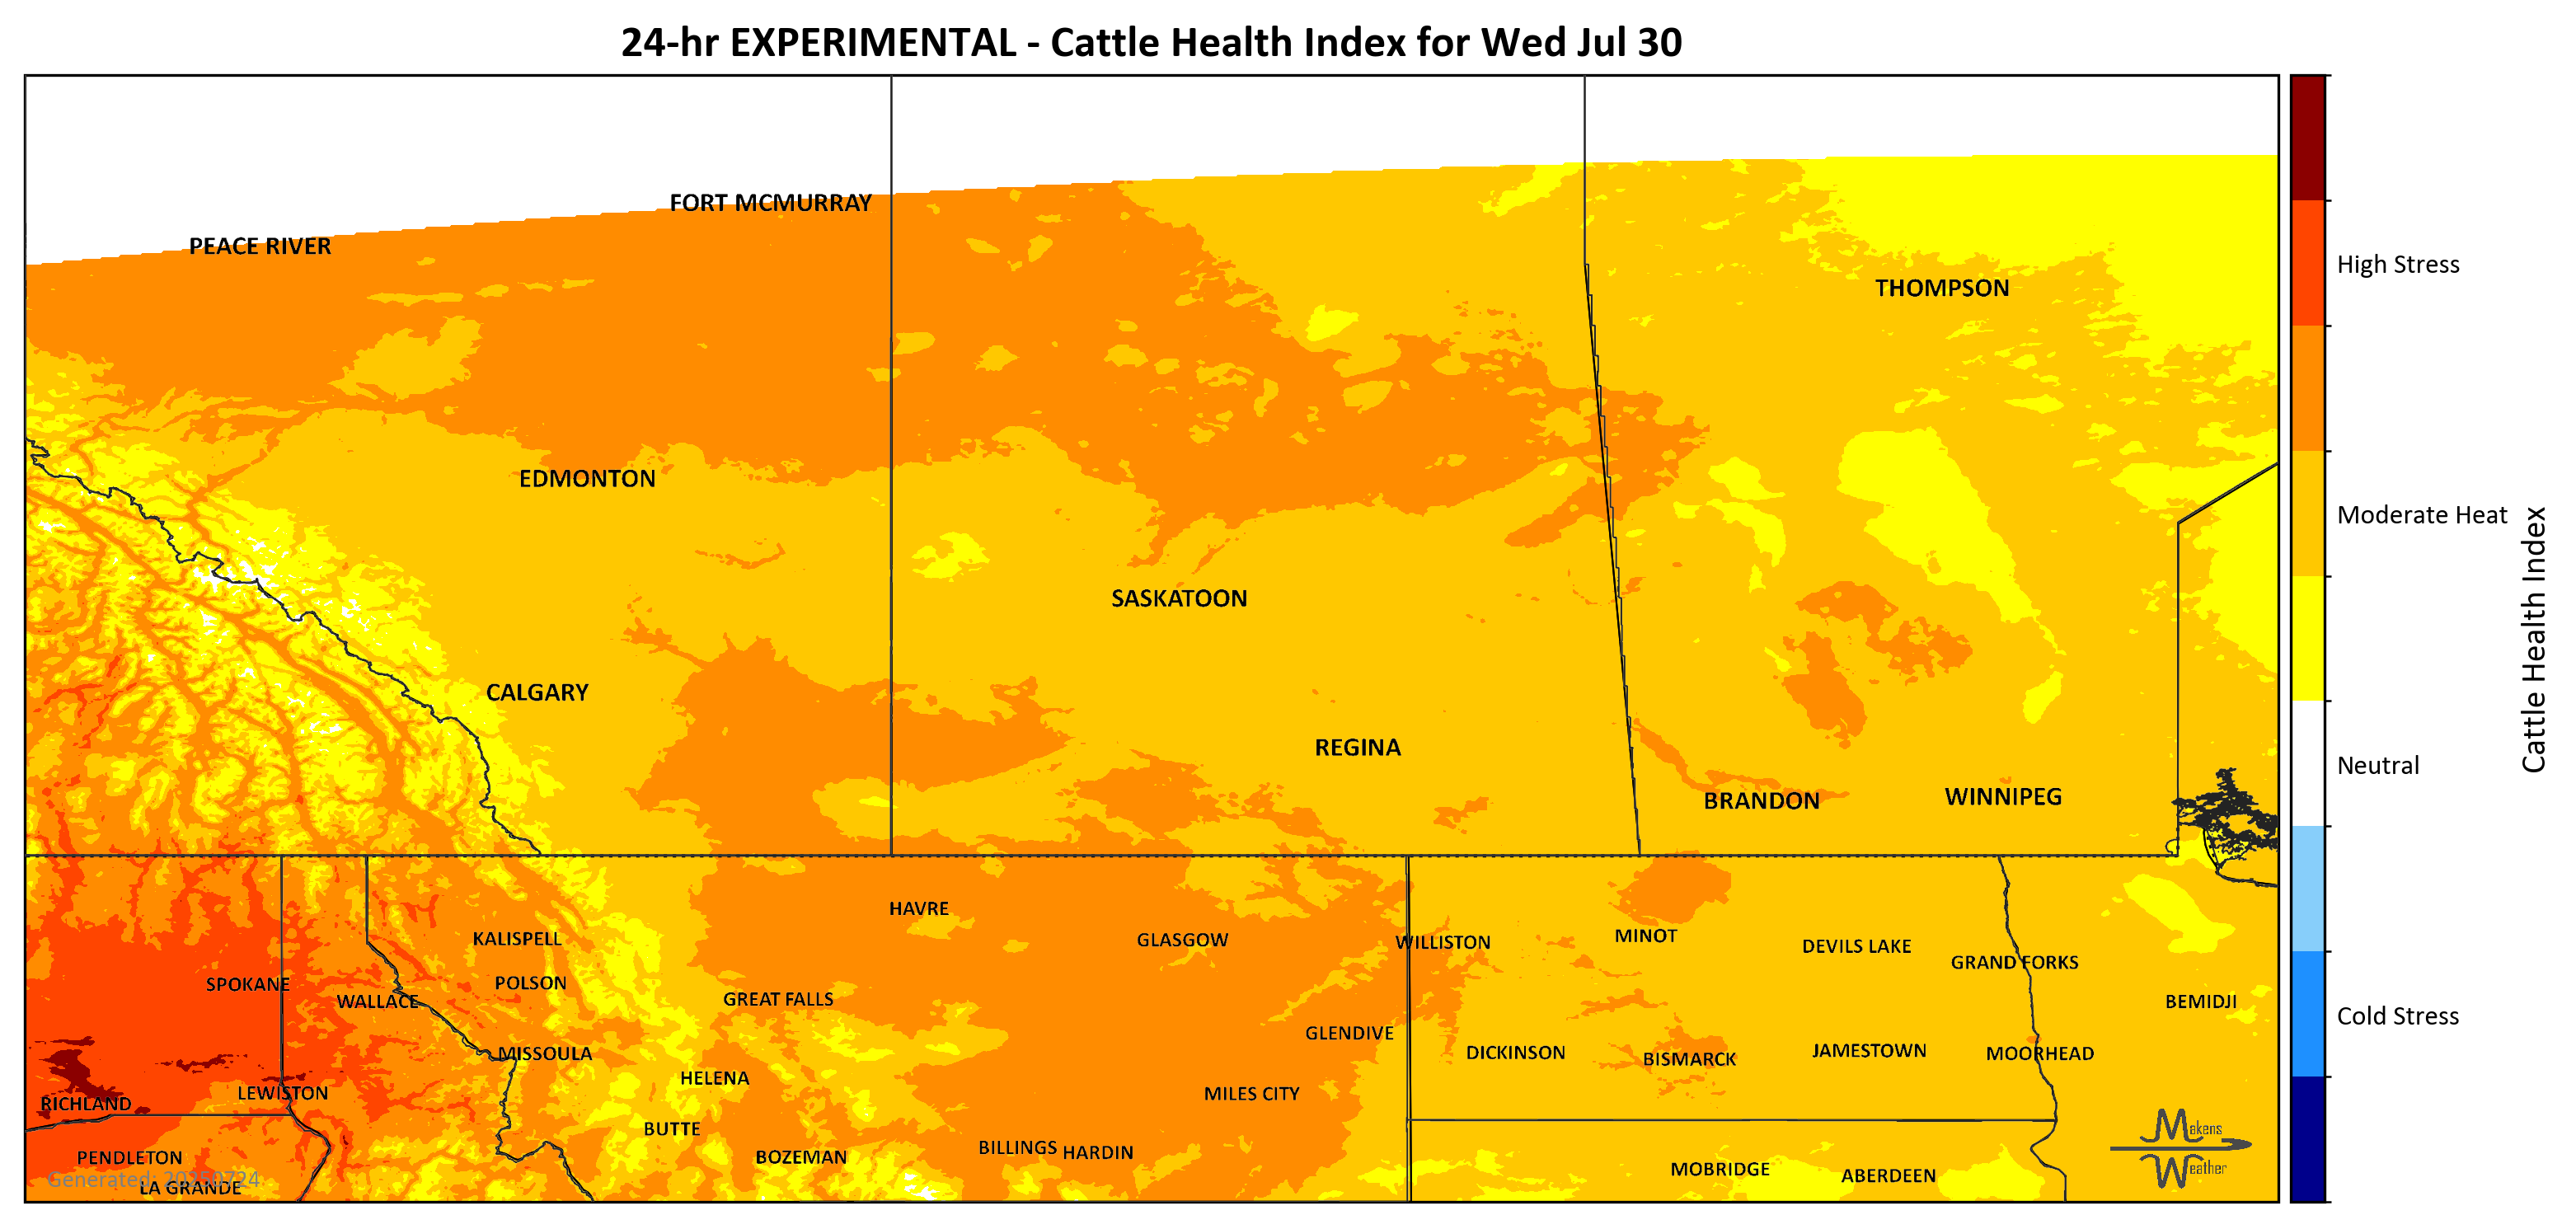 24-hr EXPERIMENTAL - Cattle Health Index for Wed Jul 30
FORT MCMURRAY
PEACE RIVER
THOMPSON
EDMONTON
SASKATOON
CALGARY
REGINA
BRANDON
WINNIPEG
HAVRE
GLASGOW
WILLISTON
MINOT
DEVILS LAKE
GRAND FORKS
KALISPELL
POLSON
SPOKANE
WALLACE
GREAT FALLS
BEMIDJI
GLENDIVE
MISSOULA
DICKINSON
BISMARCK
JAMESTOWN
MOORHEAD
HELENA
LEWISTON
RICHLAND
MILES CITY
BUTTE
BILLINGS
HARDIN
BOZEMAN
PENDLETON
MOBRIDGE
ABERDEEN
Generated: 20250724
LA GRANDE
Makens
Weather
High Stress
Moderate Heat
Neutral
Cold Stress
Cattle Health Index